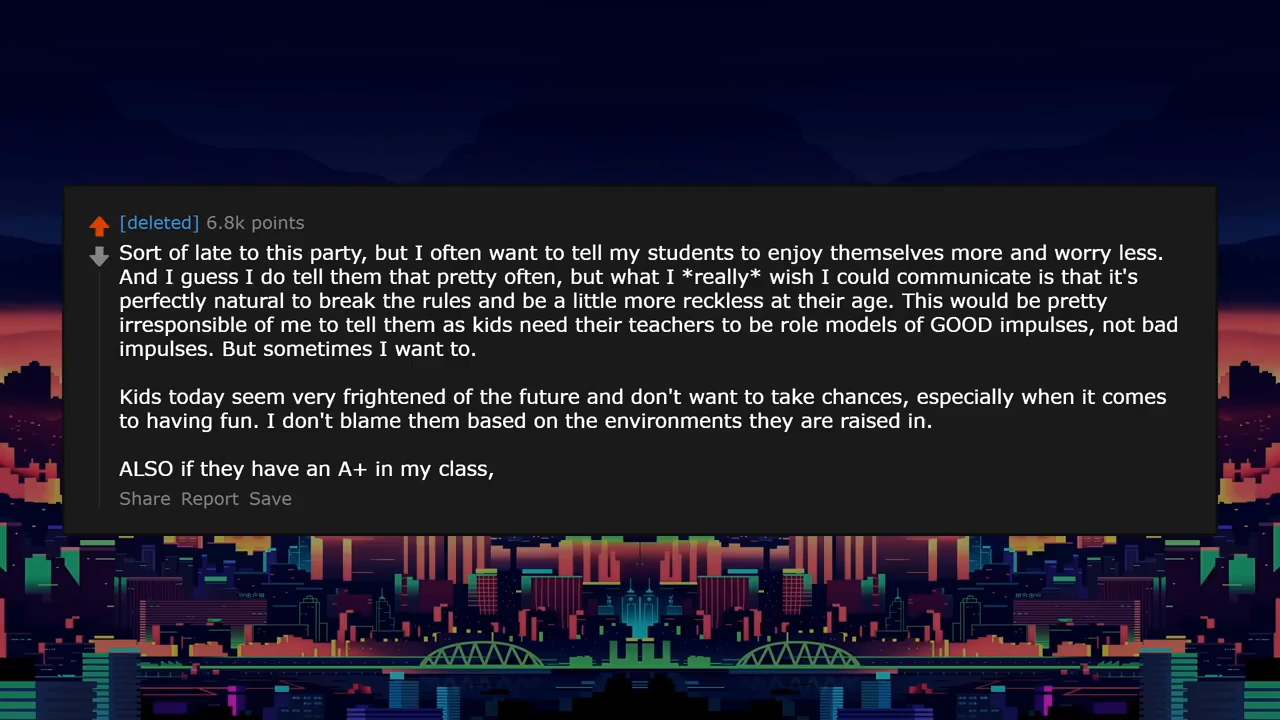 [deleted] 6.8k points
Sort of late to this party, but I often want to tell my students to enjoy themselves more and worry less.
And I guess I do tell them that pretty often, but what I *really* wish I could communicate is that it's
perfectly natural to break the rules and be a little more reckless at their age. This would be pretty
irresponsible of me to tell them as kids need their teachers to be role models of GOOD impulses, not bad
impulses. But sometimes I want to.
Kids today seem very frightened of the future and don't want to take chances, especially when it comes
to having fun. I don't blame them based on the environments they are raised in.
ALSO if they have an A+ in my class,
Share Report Save